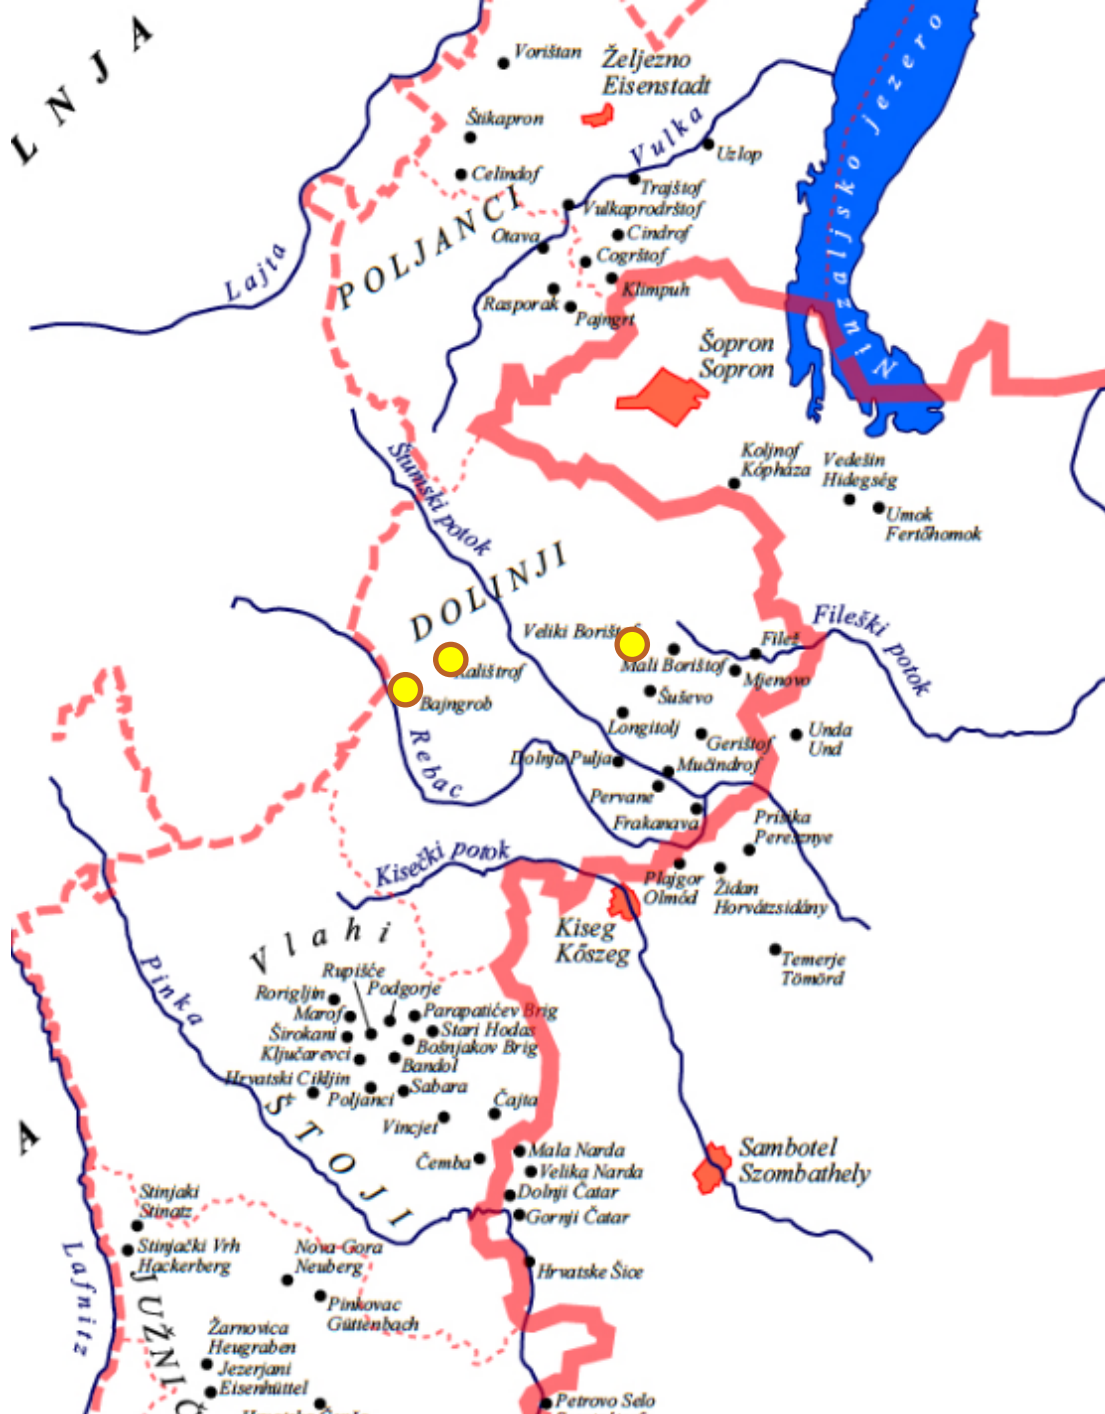 L N J A
Vorištan
Željezno
Eisenstadt
Štikapron
Vulka
Uzlop
Celindof
Trajštof
Vulkaprodrštof
POLJANCI
Otava
Cindrof
Cogrštof
Lajta
Klimpuh
Rasporak
Pajngrt
Niuzaljsko jezero
Šopron
Sopron
Štumski potok
Koljnof
Kópháza
Vedešin
Hidegség
Umok
Fertőhomok
DOLINJI
Fileški potok
Veliki Borištof
Filež
Mali Borištof
Kalištrof
Mjenovo
Šuševo
Bajngrob
Longitolj
Gerištof
Unda
Und
Rebac
Dolnja Pulja
Mučindrof
Pervane
Frakanava
Prisika
Peresznye
Kisečki potok
Plajgor
Olmód
Židan
Horvátzsidány
Kiseg
Kőszeg
Vlahi
Temerje
Tömörd
Pinka
Rupišće
Podgorje
Rorigljin
Marof
Parapatićev Brig
Širokani
Stari Hodas
Bošnjakov Brig
Ključarevci
Bandol
Hrvatski Cikljin
Sabara
Poljanci
Čajta
Vincjet
ŠTOJI
A
Čemba
Mala Narda
Velika Narda
Sambotel
Szombathely
Dolnji Čatar
Gornji Čatar
Stinjaki
Stinatz
Stinjački Vrh
Hackerberg
Nova Gora
Neuberg
Lafnitz
Hrvatske Šice
Pinkovac
Güttenbach
JUŽNI
Žarnovica
Heugraben
Jezerjani
Eisenhüttel
Petrovo Selo